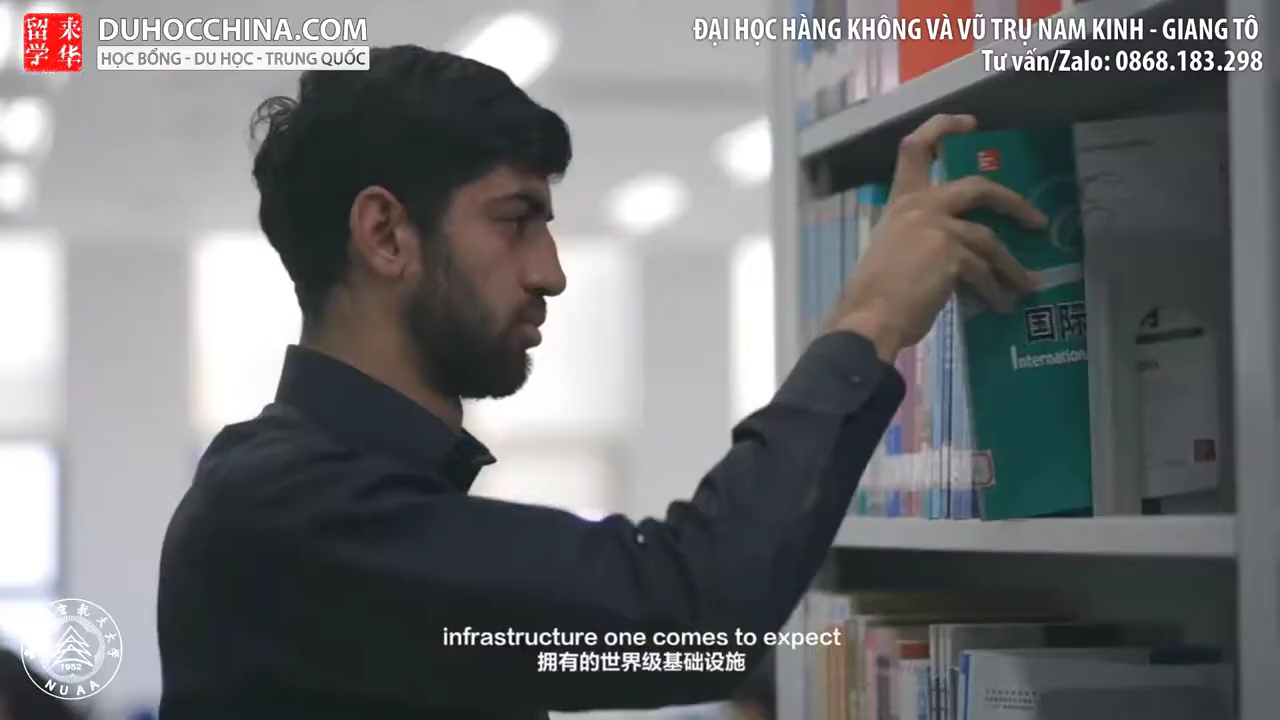 留学
来华
DUHOCCHINA.COM
HỌC BỔNG - DU HỌC - TRUNG QUỐC
ĐẠI HỌC HÀNG KHÔNG VÀ VŨ TRỤ NAM KINH - GIANG TÔ
Tư vấn/Zalo: 0868.183.298
国际
International
infrastructure one comes to expect
拥有的世界级基础设施
1952
NUAA